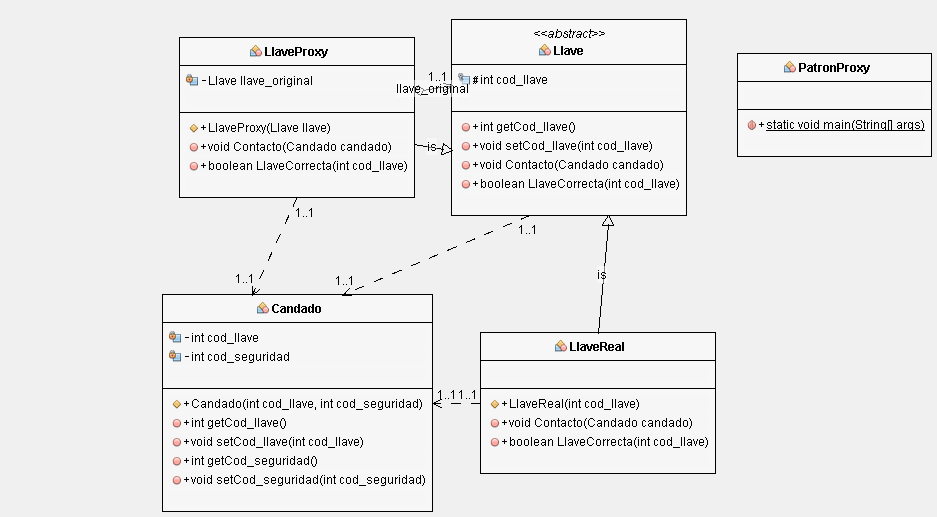 LlaveProxy
-Llave llave_original
+LlaveProxy(Llave llave)
+void Contacto(Candado candado)
+boolean LlaveCorrecta(int cod_llave)
1..1
llave_original
is
<<abstract>>
Llave
#int cod_llave
+int getCod_llave()
+void setCod_llave(int cod_llave)
+void Contacto(Candado candado)
+boolean LlaveCorrecta(int cod_llave)
PatronProxy
+static void main(String[] args)
1..1
1..1
1..1
1..1
is
Candado
-int cod_llave
-int cod_seguridad
+Candado(int cod_llave, int cod_seguridad)
+int getCod_llave()
+void setCod_llave(int cod_llave)
+int getCod_seguridad()
+void setCod_seguridad(int cod_seguridad)
1..1 1..1
LlaveReal
+LlaveReal(int cod_llave)
+void Contacto(Candado candado)
+boolean LlaveCorrecta(int cod_llave)